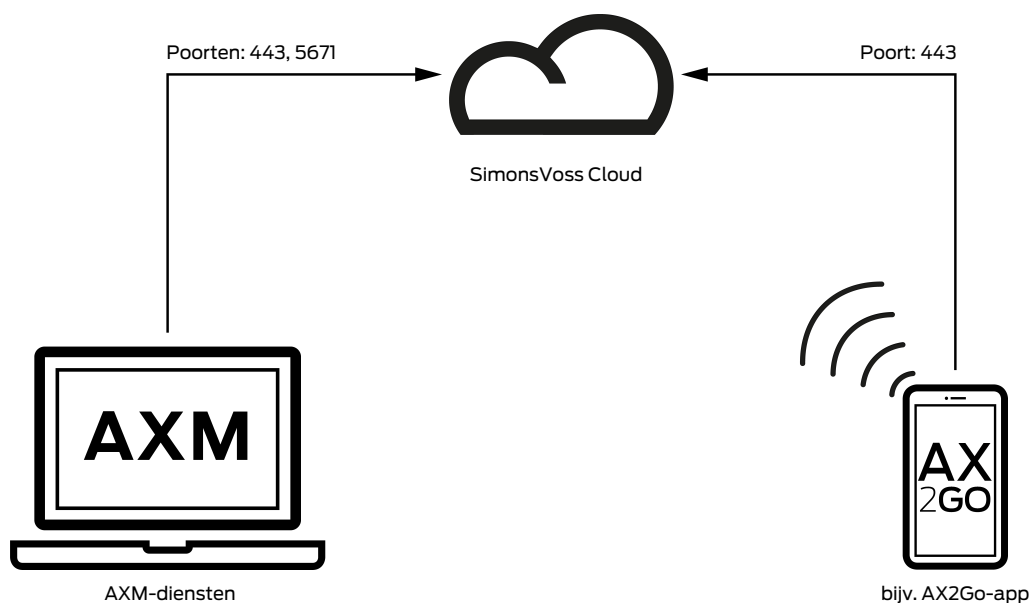 Poorten: 443, 5671
Poort: 443
SimonsVoss Cloud
AXM
AX
2GO
AXM-diensten
bijv. AX2Go-app